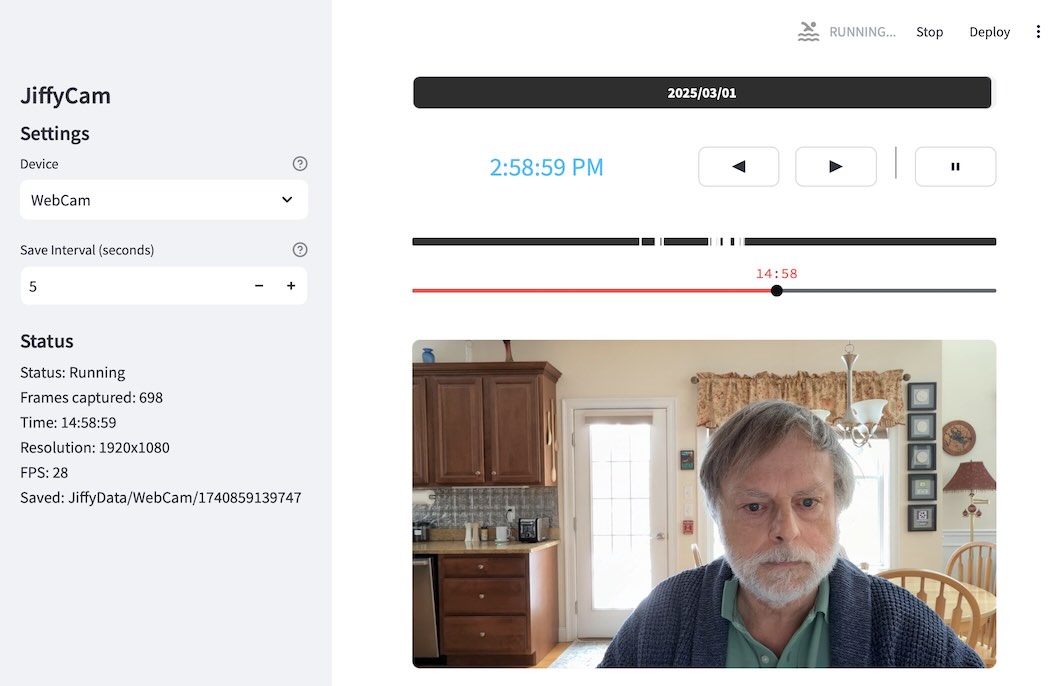 RUNNING...
Stop
Deploy
JiffyCam
Settings
Device
WebCam
Save Interval (seconds)
5
Status
Status: Running
Frames captured: 698
Time: 14:58:59
Resolution: 1920x1080
FPS: 28
Saved: JiffyData/WebCam/1740859139747
2025/03/01
2:58:59 PM
14:58